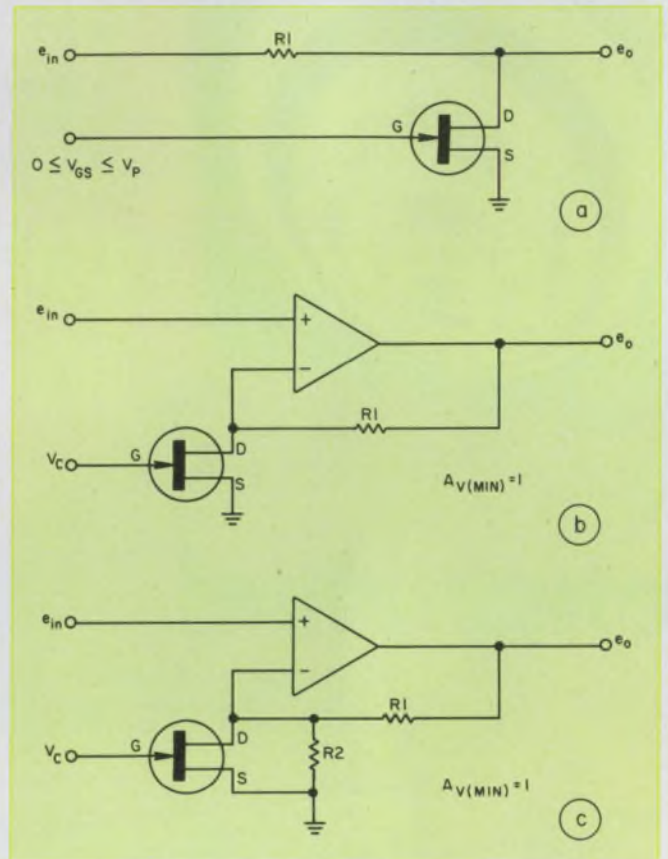 e_in R1 e_o
D
G
S
0 ≤ V_GS ≤ V_P
a
e_in + e_o
−
R1
D
V_C G
S
A_V(MIN) = 1
b
e_in + e_o
−
R1
D
V_C G R2
S
A_V(MIN) = 1
c